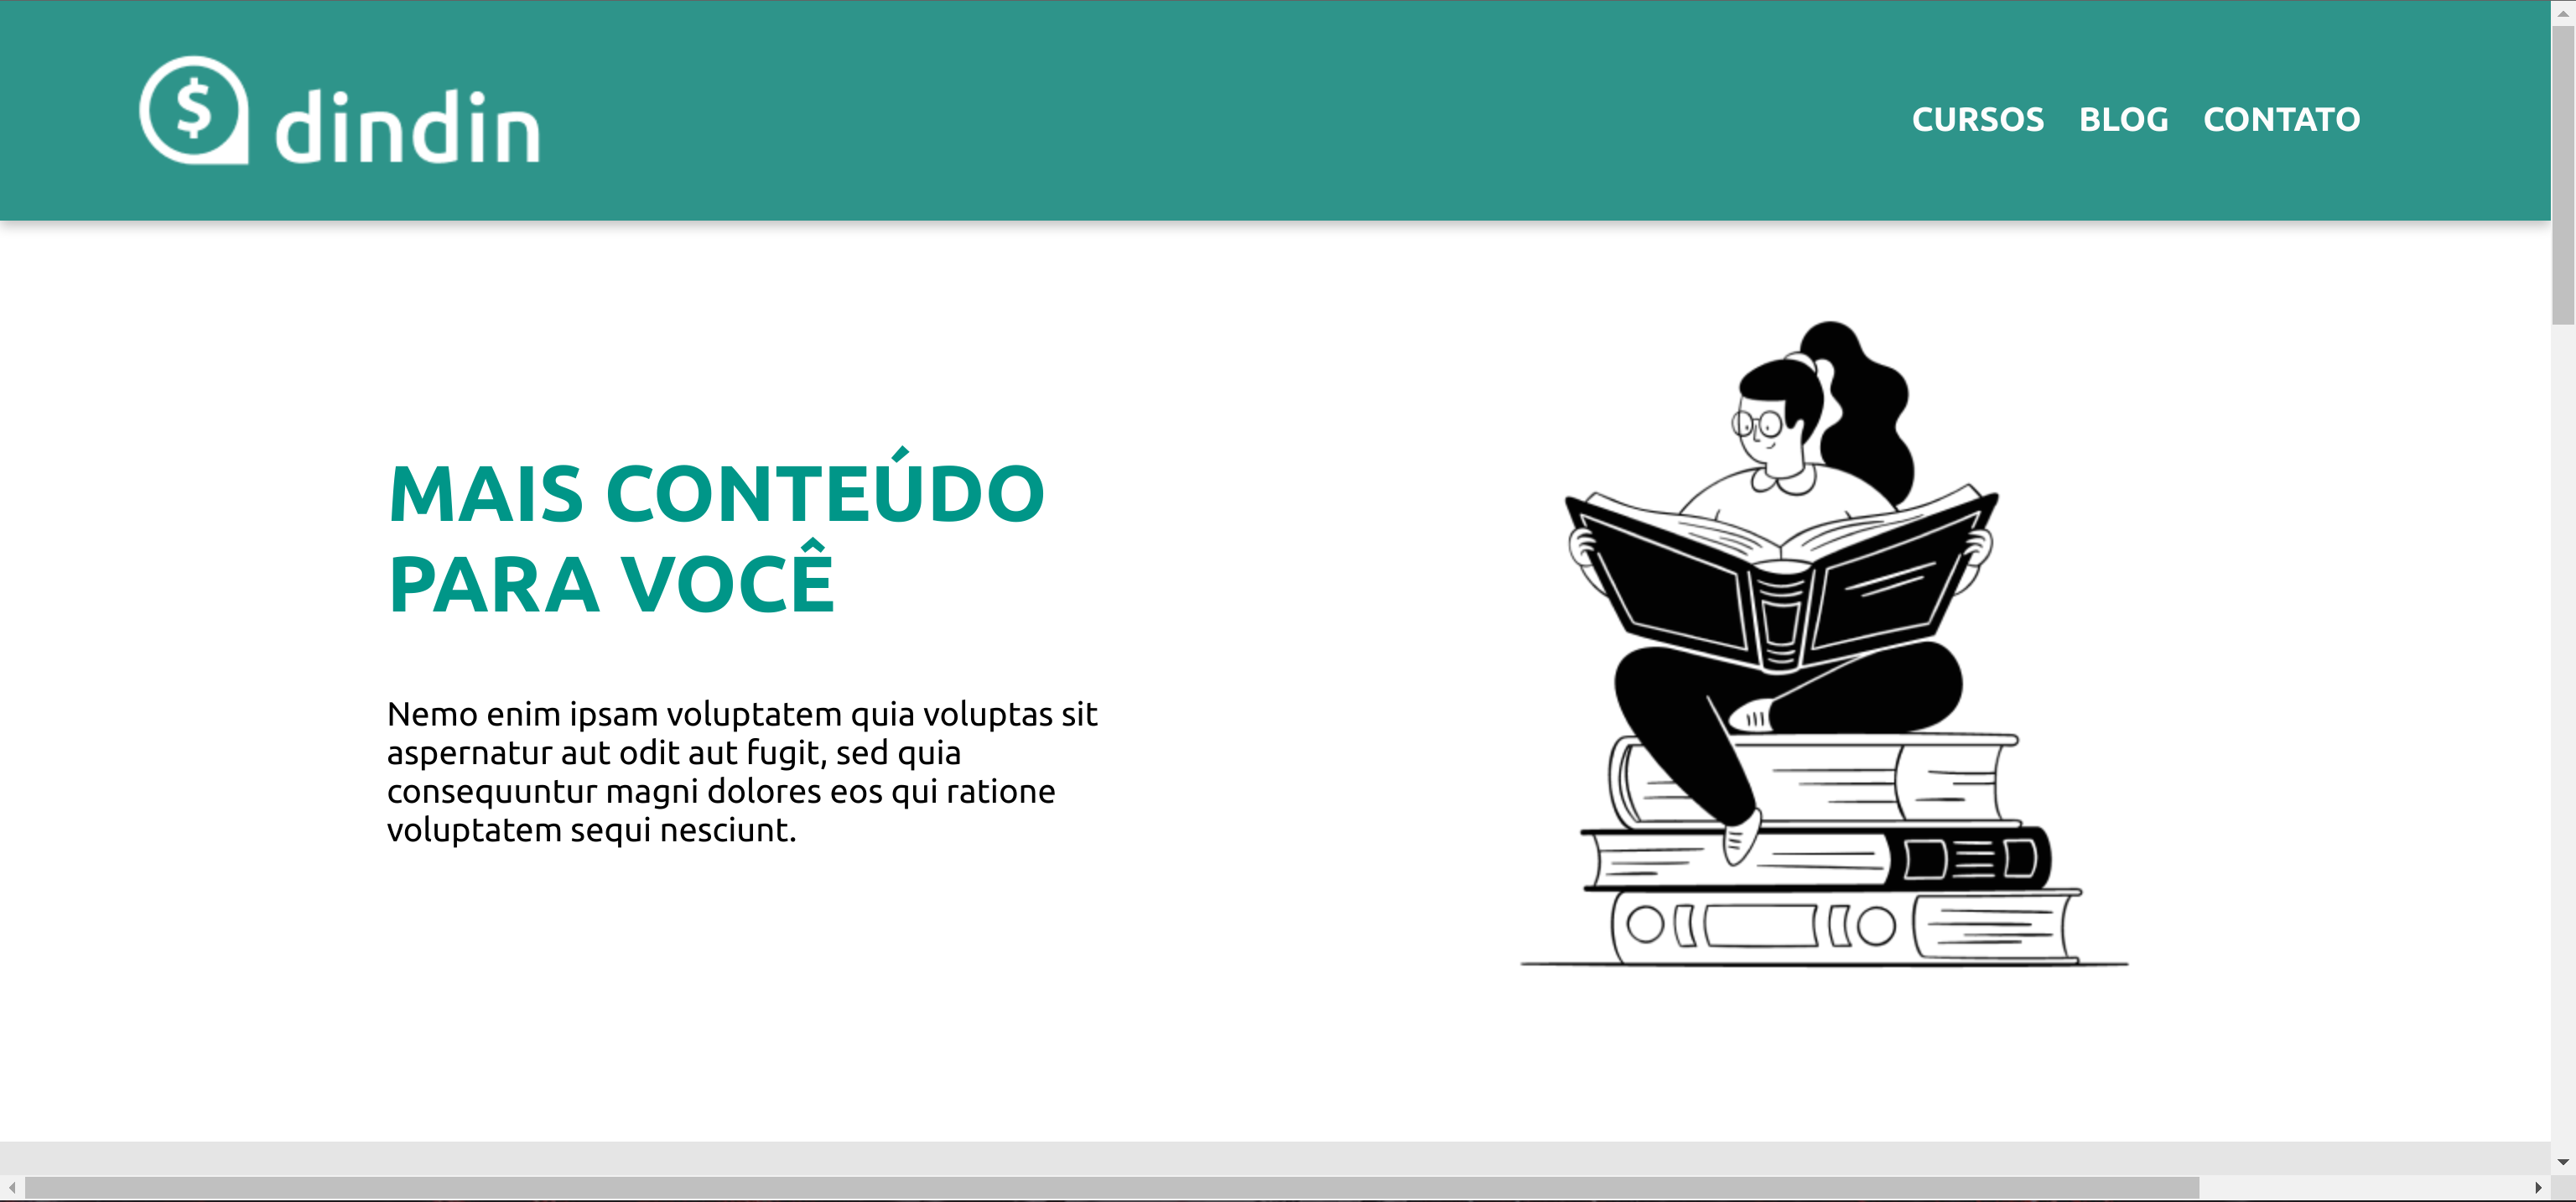 $ dindin
CURSOS BLOG CONTATO
MAIS CONTEÚDO
PARA VOCÊ
Nemo enim ipsam voluptatem quia voluptas sit
aspernatur aut odit aut fugit, sed quia
consequuntur magni dolores eos qui ratione
voluptatem sequi nesciunt.